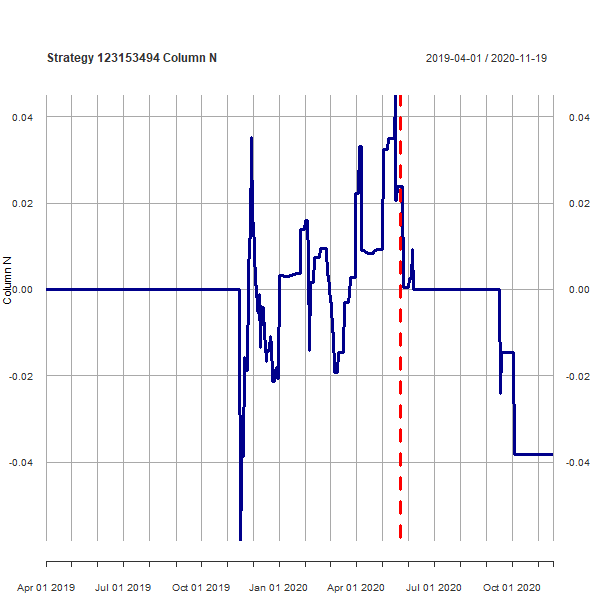 Strategy 123153494 Column N
2019-04-01 / 2020-11-19
0.04
0.04
0.02
0.02
0.00
0.00
-0.02
-0.02
-0.04
-0.04
Column N
Apr 01 2019
Jul 01 2019
Oct 01 2019
Jan 01 2020
Apr 01 2020
Jul 01 2020
Oct 01 2020